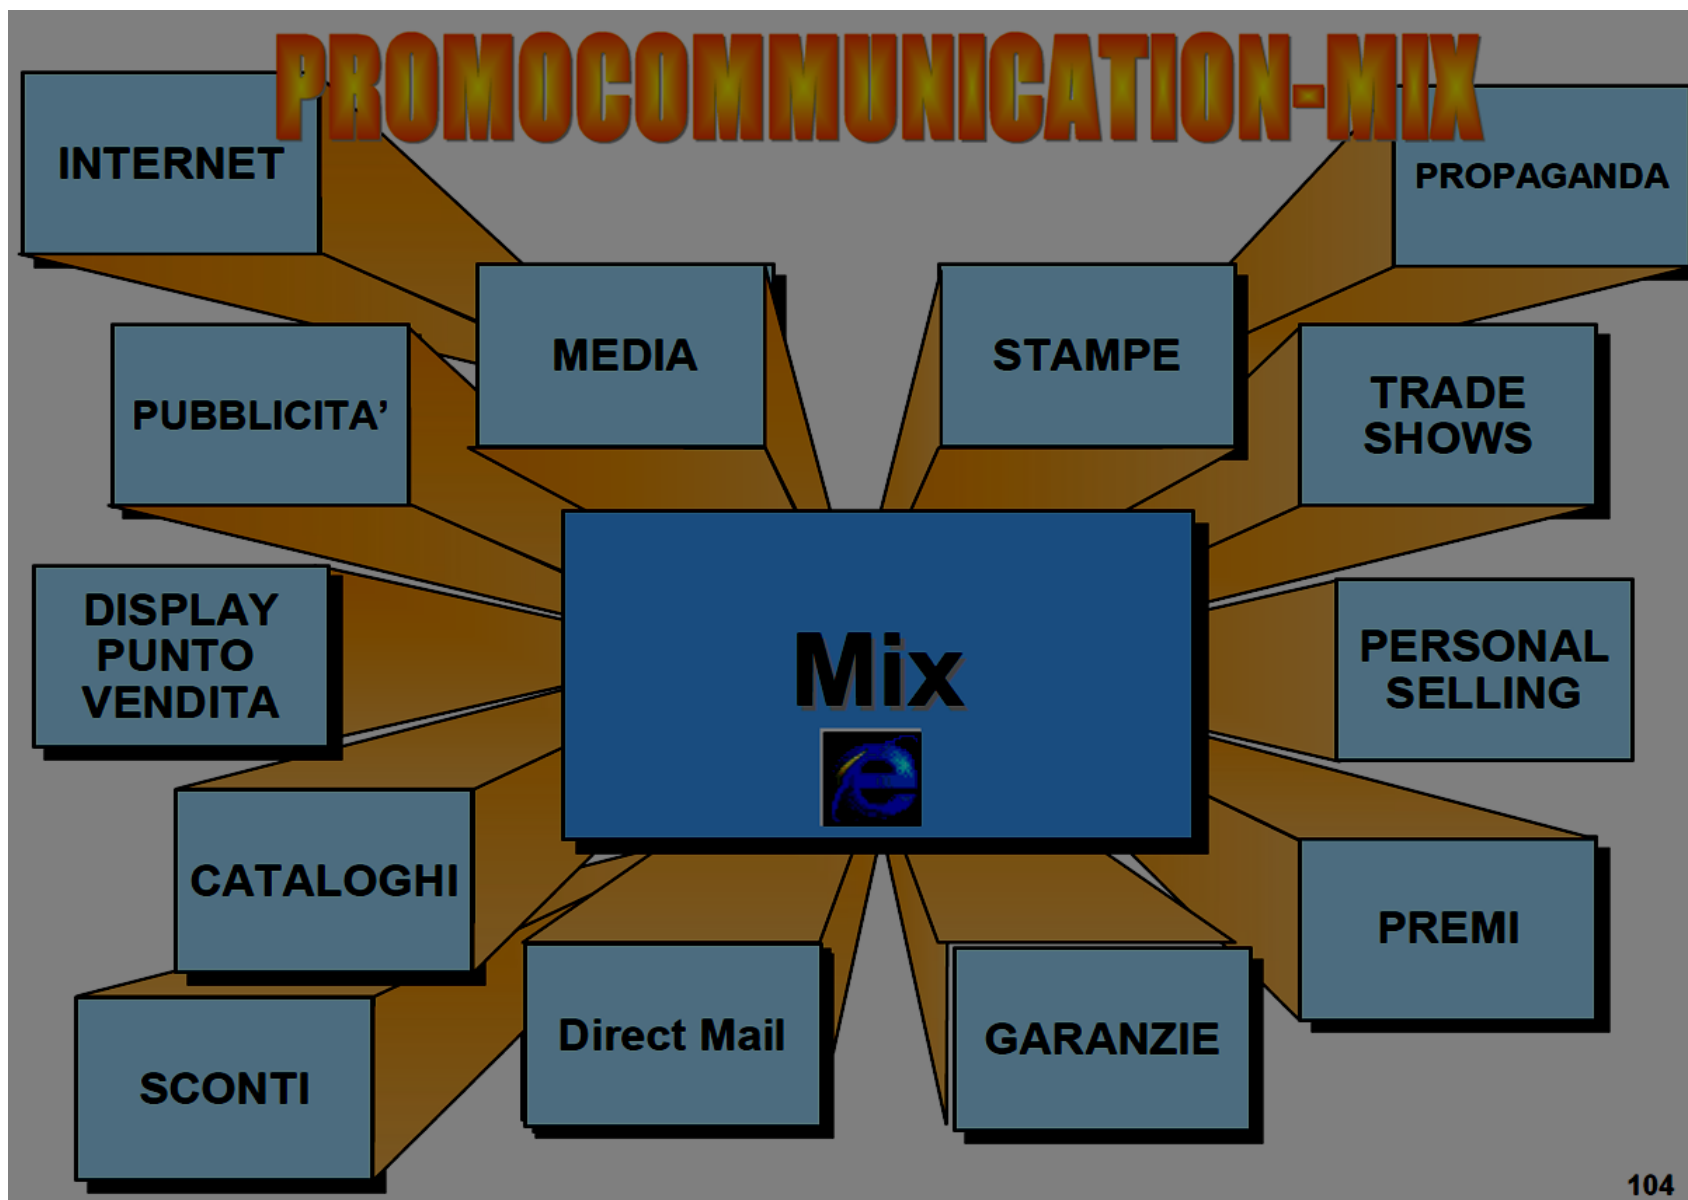 PROMOCOMMUNICATION-MIX
INTERNET
PROPAGANDA
MEDIA
STAMPE
PUBBLICITA’
TRADE
SHOWS
DISPLAY
PUNTO
VENDITA
Mix
PERSONAL
SELLING
CATALOGHI
PREMI
Direct Mail
GARANZIE
SCONTI
104